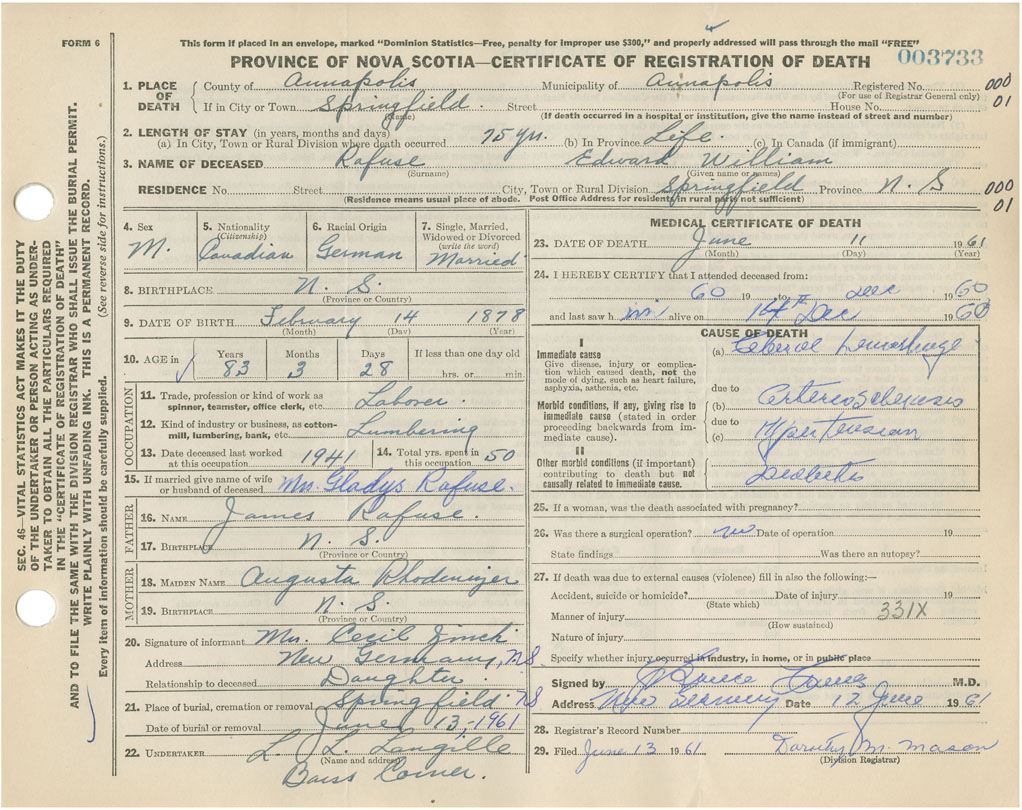 FORM 6
This form if placed in an envelope, marked "Dominion Statistics—Free, penalty for improper use $300," and properly addressed will pass through the mail "FREE"
PROVINCE OF NOVA SCOTIA—CERTIFICATE OF REGISTRATION OF DEATH
003733
1. PLACE OF DEATH
County of Annapolis Municipality of Annapolis Registered No.
(For use of Registrar General only)
000
01
If in City or Town Springfield. Street House No.
(Name) (If death occurred in a hospital or institution, give the name instead of street and number)
2. LENGTH OF STAY (in years, months and days)
(a) In City, Town or Rural Division where death occurred 75 yrs. (b) In Province Life. (c) In Canada (if immigrant)
3. NAME OF DECEASED Rafuse Edward William
(Surname) (Given name or names)
RESIDENCE No. Street City, Town or Rural Division Springfield Province N. S
(Residence means usual place of abode. Post Office Address for residents in rural parts not sufficient)
000
01
4. Sex
M.
5. Nationality
(Citizenship)
Canadian
6. Racial Origin
German
7. Single, Married, Widowed or Divorced
(write the word)
Married
8. BIRTHPLACE N. S.
(Province or Country)
9. DATE OF BIRTH February 14 1878
(Month) (Day) (Year)
10. AGE in
Years Months Days If less than one day old
83 3 28 hrs. or min.
OCCUPATION
11. Trade, profession or kind of work as spinner, teamster, office clerk, etc. Laborer.
12. Kind of industry or business, as cotton-mill, lumbering, bank, etc. Lumbering
13. Date deceased last worked at this occupation 1941
14. Total yrs. spent in this occupation 50
15. If married give name of wife or husband of deceased Mrs. Gladys Rafuse.
FATHER
16. NAME James Rafuse.
17. BIRTHPLACE N. S.
(Province or Country)
MOTHER
18. MAIDEN NAME Augusta Rhodenizer
19. BIRTHPLACE N. S.
(Province or Country)
20. Signature of informant Mrs. Cecil
Address New Germany, N.S.
Relationship to deceased Daughter.
21. Place of burial, cremation or removal Springfield NS
Date of burial or removal June 13, 1961
22. UNDERTAKER L. L. Langille
(Name and address)
Barss Corner.
MEDICAL CERTIFICATE OF DEATH
23. DATE OF DEATH June 11 1961
(Month) (Day) (Year)
24. I HEREBY CERTIFY that I attended deceased from:
60 19 to Dec 1960
and last saw h im alive on 14th Dec 1960
CAUSE OF DEATH
I
Immediate cause
Give disease, injury or complication which caused death, not the mode of dying, such as heart failure, asphyxia, asthenia, etc.
(a) Cerebral hemorrhage
due to
Morbid conditions, if any, giving rise to immediate cause (stated in order proceeding backwards from immediate cause).
(b) Arteriosclerosis
due to
(c) Hypertension
II
Other morbid conditions (if important) contributing to death but not causally related to immediate cause.
Diabetes
25. If a woman, was the death associated with pregnancy?
26. Was there a surgical operation? no Date of operation 19
State findings Was there an autopsy?
27. If death was due to external causes (violence) fill in also the following:—
Accident, suicide or homicide? Date of injury 19
(State which)
Manner of injury 331X
(How sustained)
Nature of injury
Specify whether injury occurred in industry, in home, or in public place
Signed by M.D.
Address New Germany Date 12 June 1961
28. Registrar's Record Number
29. Filed June 13 1961 Dorothy M. Mason
(Division Registrar)
SEC. 46—VITAL STATISTICS ACT MAKES IT THE DUTY
OF THE UNDERTAKER OR PERSON ACTING AS UNDER-
TAKER TO OBTAIN ALL THE PARTICULARS REQUIRED
IN THE "CERTIFICATE OF REGISTRATION OF DEATH"
AND TO FILE THE SAME WITH THE DIVISION REGISTRAR WHO SHALL ISSUE THE BURIAL PERMIT.
WRITE PLAINLY WITH UNFADING INK. THIS IS A PERMANENT RECORD.
Every item of information should be carefully supplied. (See reverse side for instructions.)